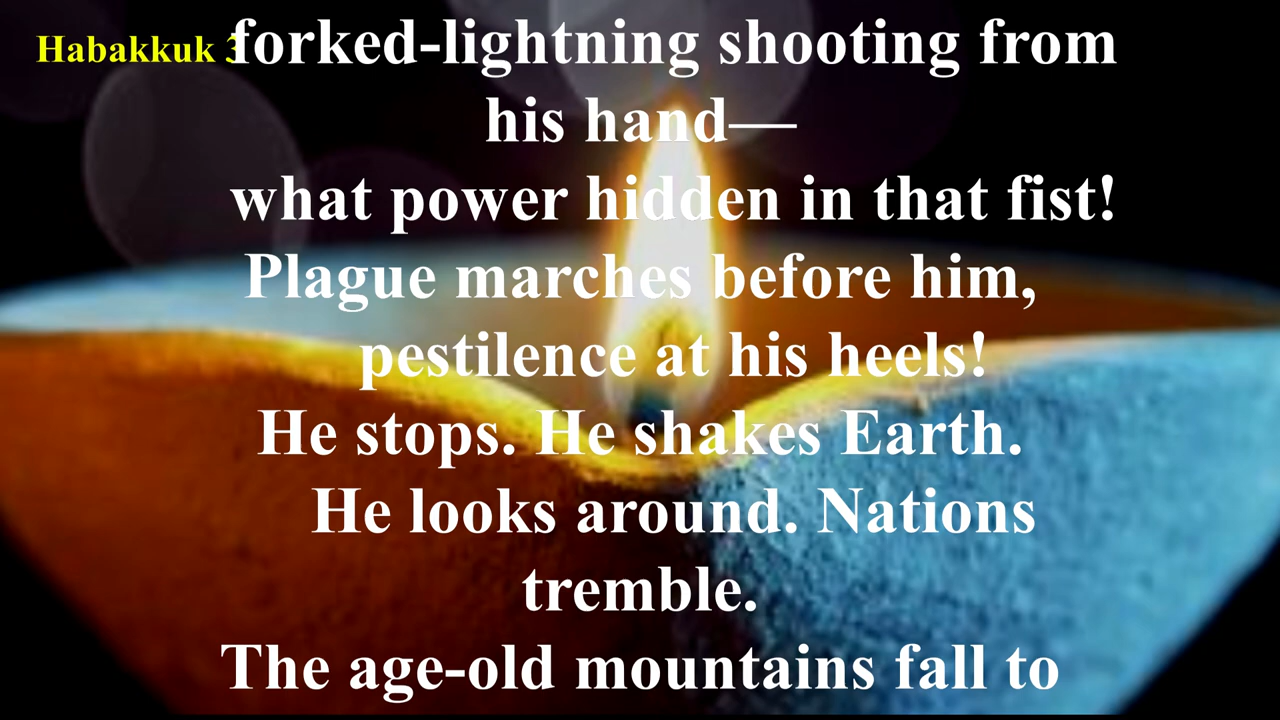 Habakkuk 3
forked-lightning shooting from
his hand—
what power hidden in that fist!
Plague marches before him,
pestilence at his heels!
He stops. He shakes Earth.
He looks around. Nations
tremble.
The age-old mountains fall to